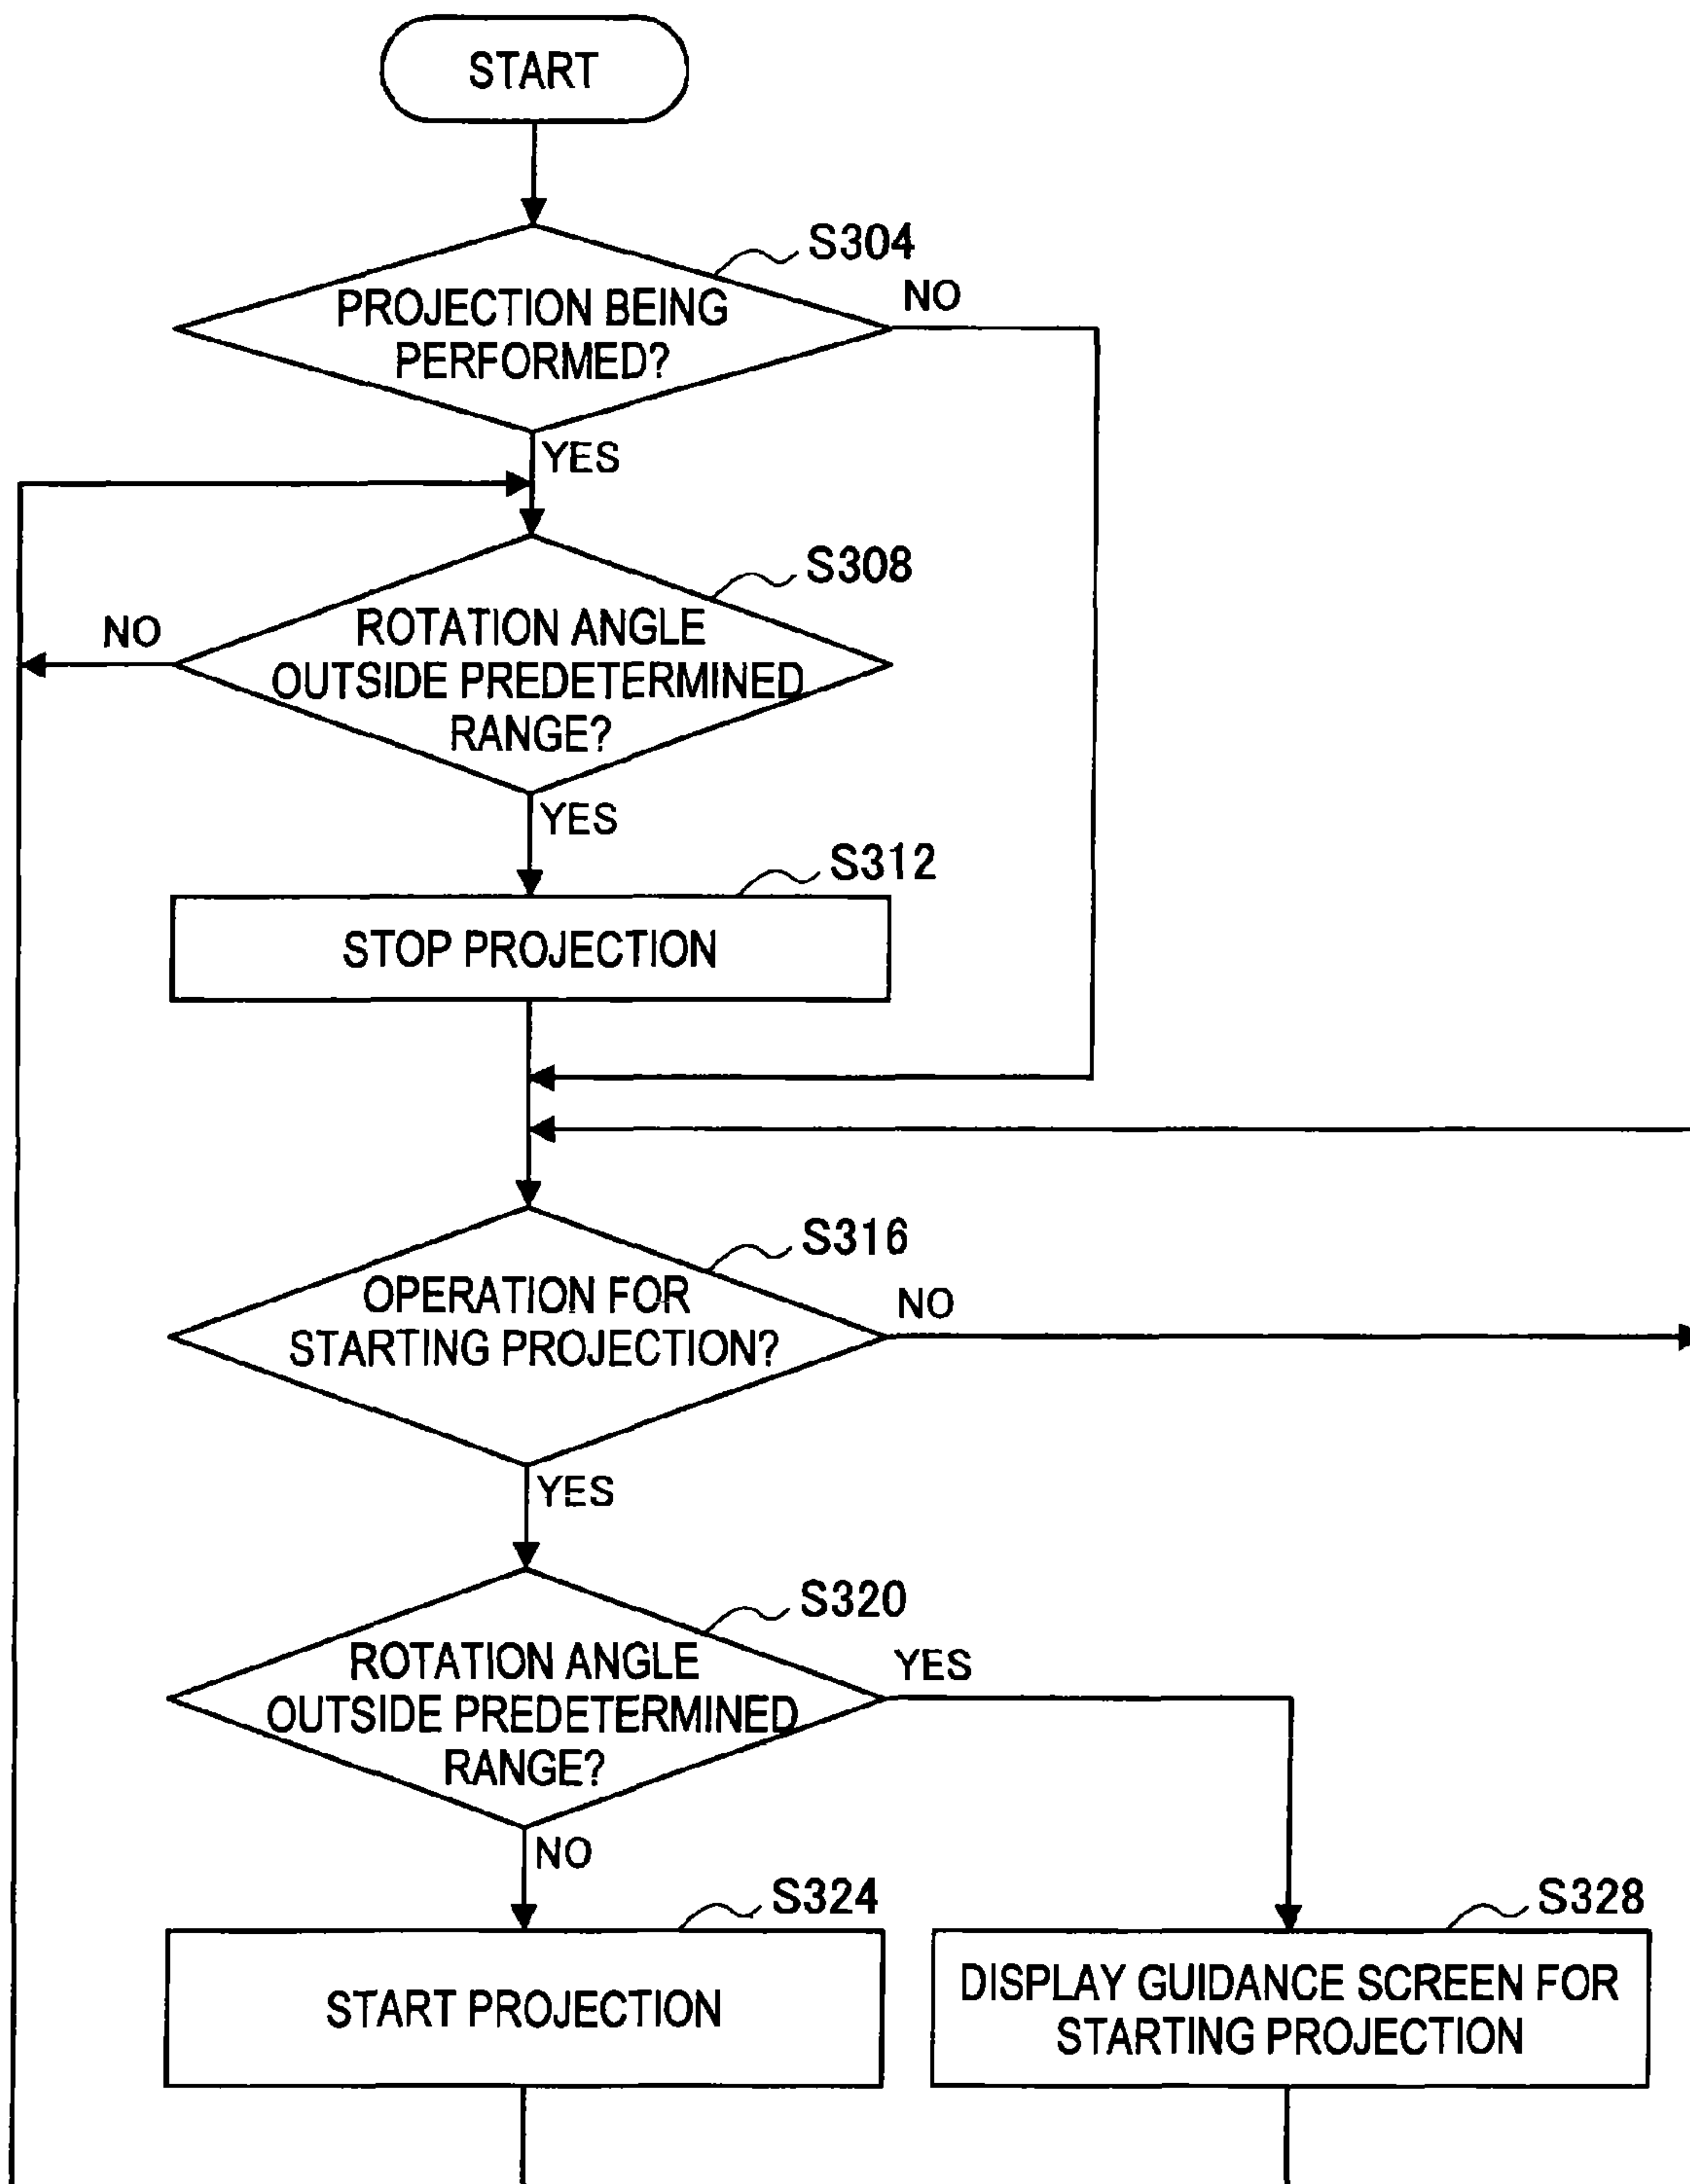 START
S304
PROJECTION BEING
PERFORMED?
NO
YES
S308
ROTATION ANGLE
OUTSIDE PREDETERMINED
RANGE?
NO
YES
S312
STOP PROJECTION
S316
OPERATION FOR
STARTING PROJECTION?
NO
YES
S320
ROTATION ANGLE
OUTSIDE PREDETERMINED
RANGE?
YES
NO
S324
START PROJECTION
S328
DISPLAY GUIDANCE SCREEN FOR
STARTING PROJECTION